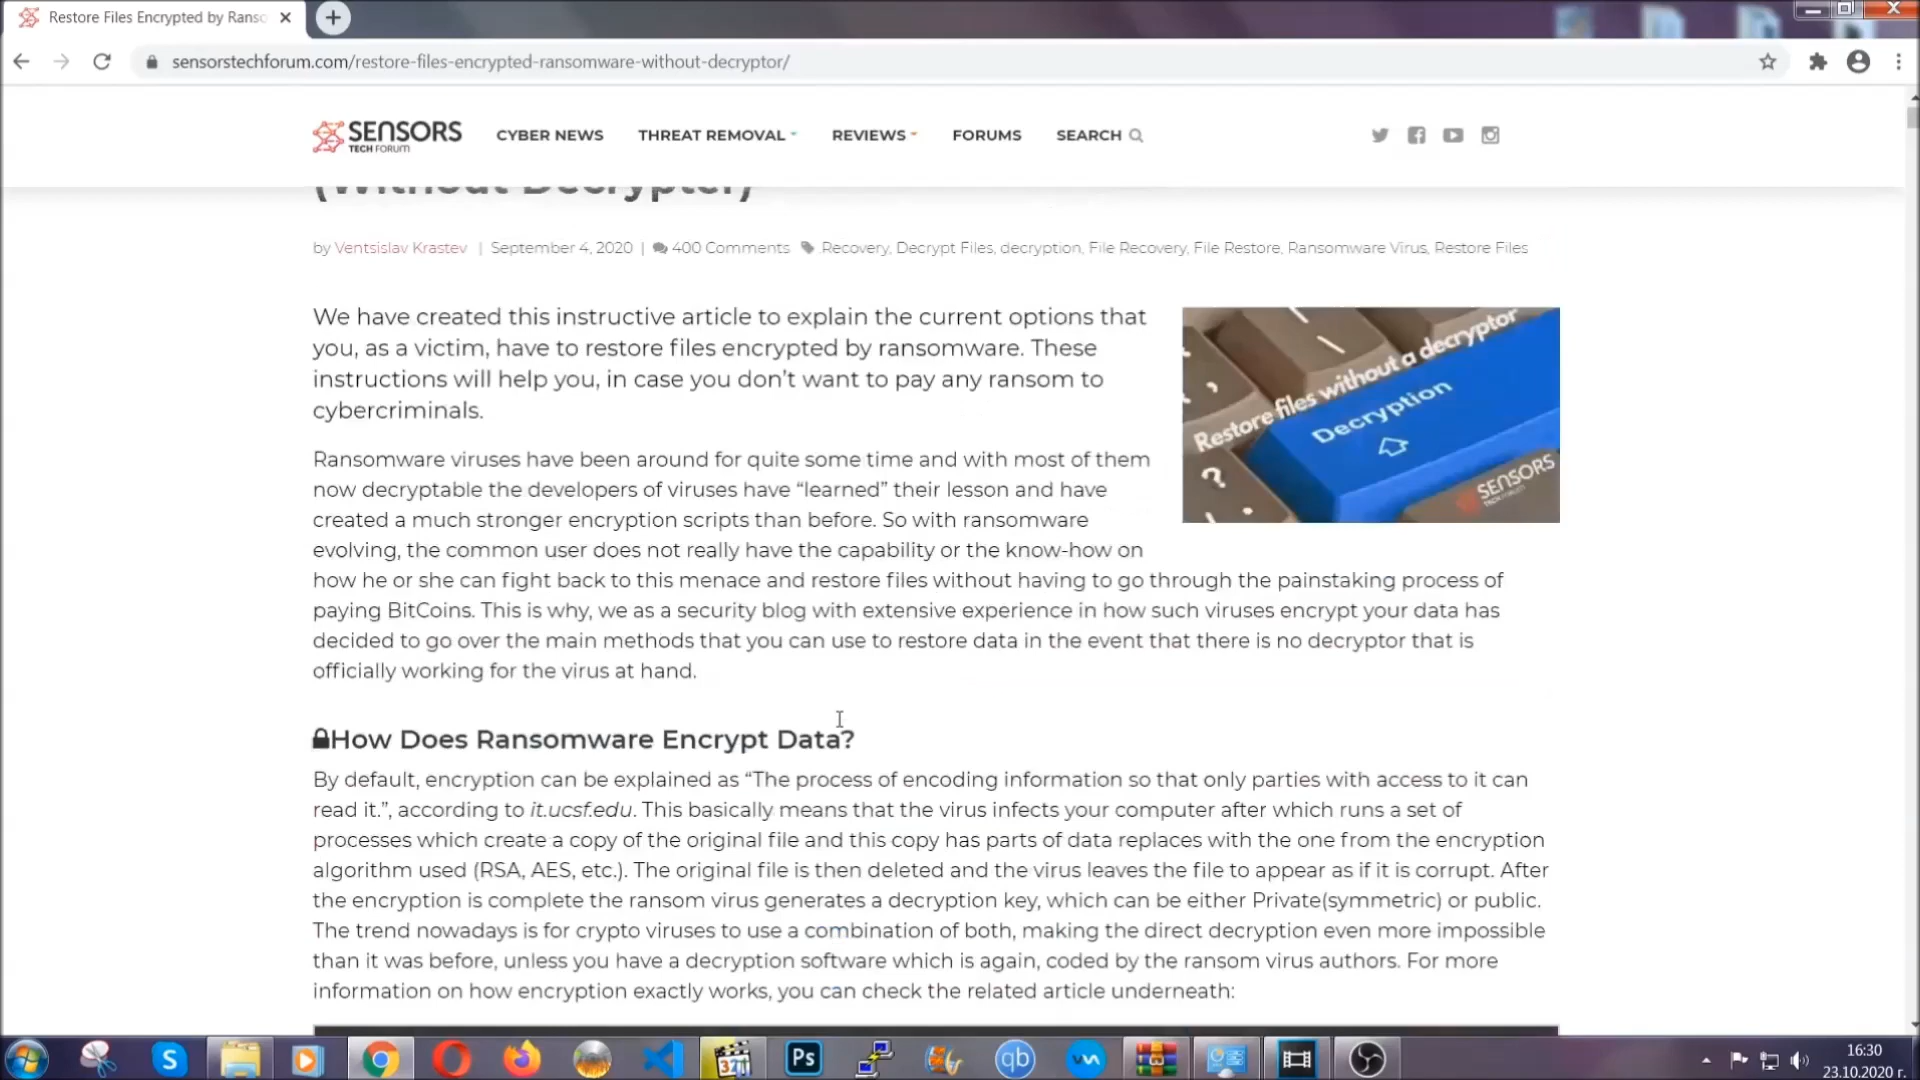 Restore Files Encrypted by Ranso
sensorstechforum.com/restore-files-encrypted-ransomware-without-decryptor/
SENSORS
TECH FORUM
CYBER NEWS THREAT REMOVAL REVIEWS FORUMS SEARCH
(Without Decrypter)
by Ventsislav Krastev | September 4, 2020 | 400 Comments Recovery, Decrypt Files, decryption, File Recovery, File Restore, Ransomware Virus, Restore Files
We have created this instructive article to explain the current options that
you, as a victim, have to restore files encrypted by ransomware. These
instructions will help you, in case you don’t want to pay any ransom to
cybercriminals.
Restore files without a decryptor
Decryption
SENSORS
Ransomware viruses have been around for quite some time and with most of them
now decryptable the developers of viruses have “learned” their lesson and have
created a much stronger encryption scripts than before. So with ransomware
evolving, the common user does not really have the capability or the know-how on
how he or she can fight back to this menace and restore files without having to go through the painstaking process of
paying BitCoins. This is why, we as a security blog with extensive experience in how such viruses encrypt your data has
decided to go over the main methods that you can use to restore data in the event that there is no decryptor that is
officially working for the virus at hand.
How Does Ransomware Encrypt Data?
By default, encryption can be explained as “The process of encoding information so that only parties with access to it can
read it.”, according to it.ucsf.edu. This basically means that the virus infects your computer after which runs a set of
processes which create a copy of the original file and this copy has parts of data replaces with the one from the encryption
algorithm used (RSA, AES, etc.). The original file is then deleted and the virus leaves the file to appear as if it is corrupt. After
the encryption is complete the ransom virus generates a decryption key, which can be either Private(symmetric) or public.
The trend nowadays is for crypto viruses to use a combination of both, making the direct decryption even more impossible
than it was before, unless you have a decryption software which is again, coded by the ransom virus authors. For more
information on how encryption exactly works, you can check the related article underneath:
321
Ps
qb
16:30
23.10.2020 г.